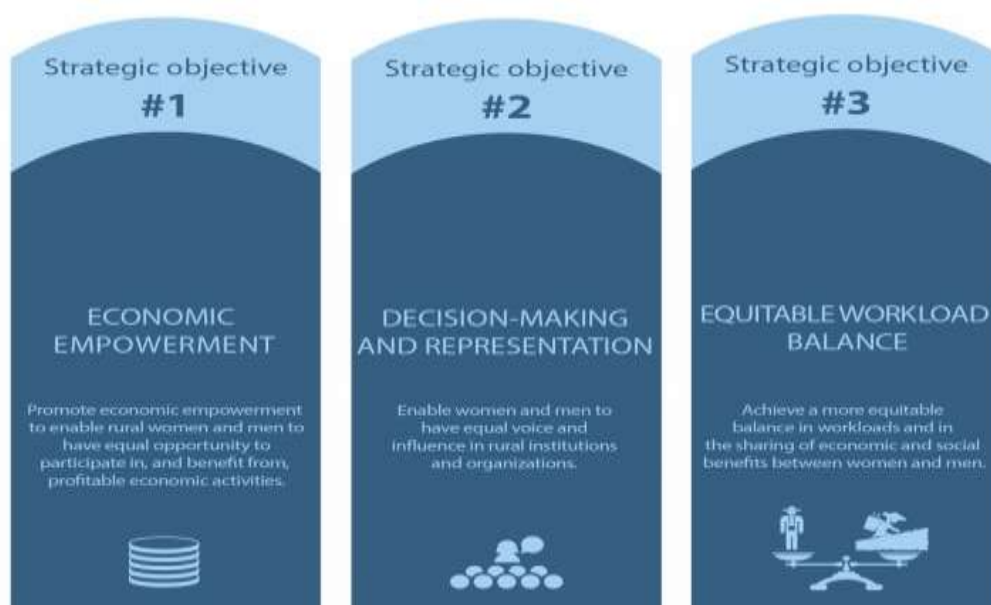 Strategic objective
#1
ECONOMIC
EMPOWERMENT
Promote economic empowerment
to enable rural women and men to
have equal opportunity to
participate in, and benefit from,
profitable economic activities.
Strategic objective
#2
DECISION-MAKING
AND REPRESENTATION
Enable women and men to
have equal voice and
influence in rural institutions
and organizations.
Strategic objective
#3
EQUITABLE WORKLOAD
BALANCE
Achieve a more equitable
balance in workloads and in
the sharing of economic and social
benefits between women and men.